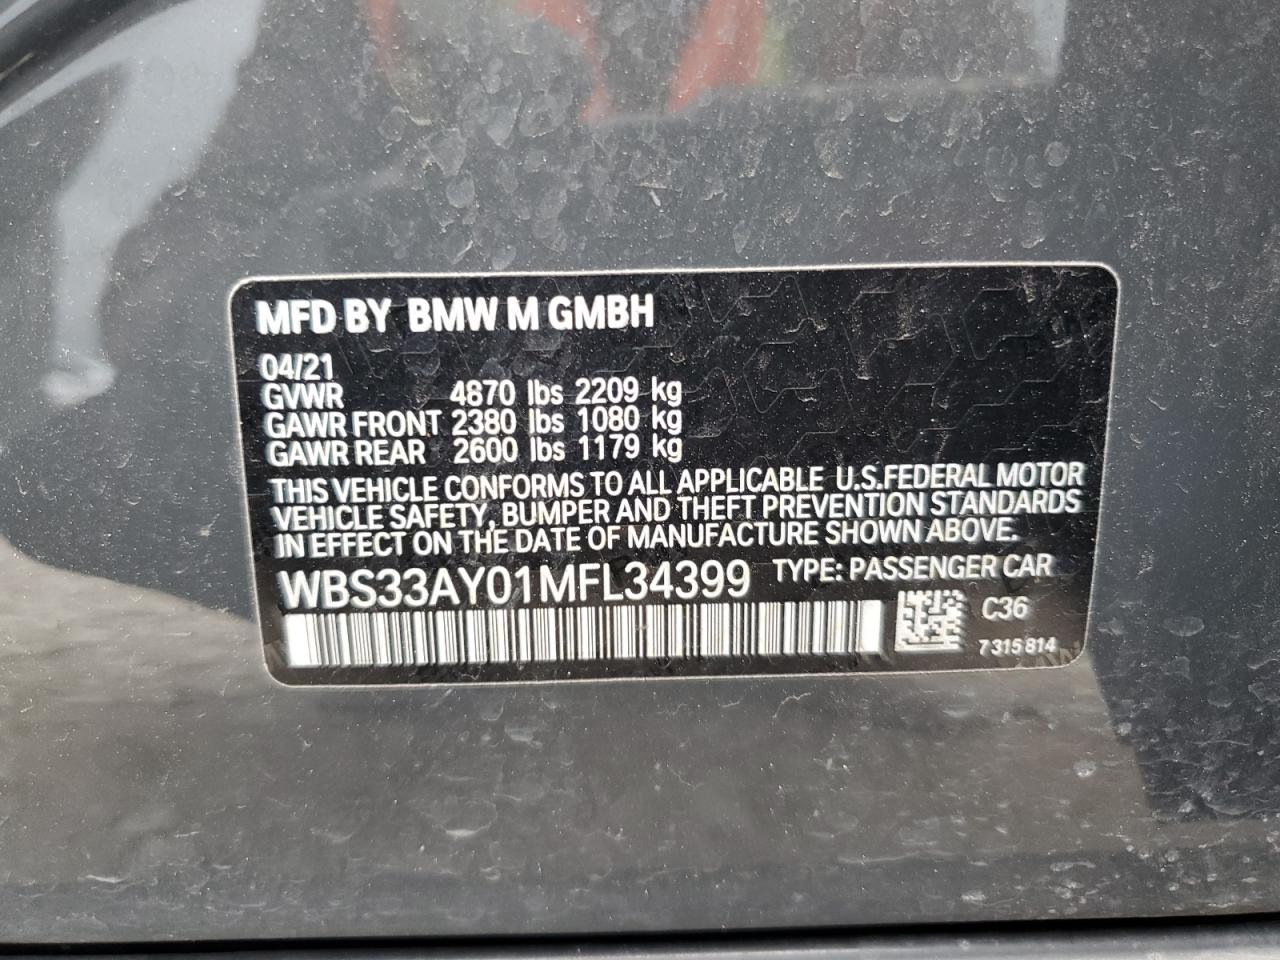 MFD BY BMW M GMBH
04/21
GVWR 4870 lbs 2209 kg
GAWR FRONT 2380 lbs 1080 kg
GAWR REAR 2600 lbs 1179 kg
THIS VEHICLE CONFORMS TO ALL APPLICABLE U.S.FEDERAL MOTOR
VEHICLE SAFETY, BUMPER AND THEFT PREVENTION STANDARDS
IN EFFECT ON THE DATE OF MANUFACTURE SHOWN ABOVE.
WBS33AY01MFL34399 TYPE: PASSENGER CAR
C36
7 315 814